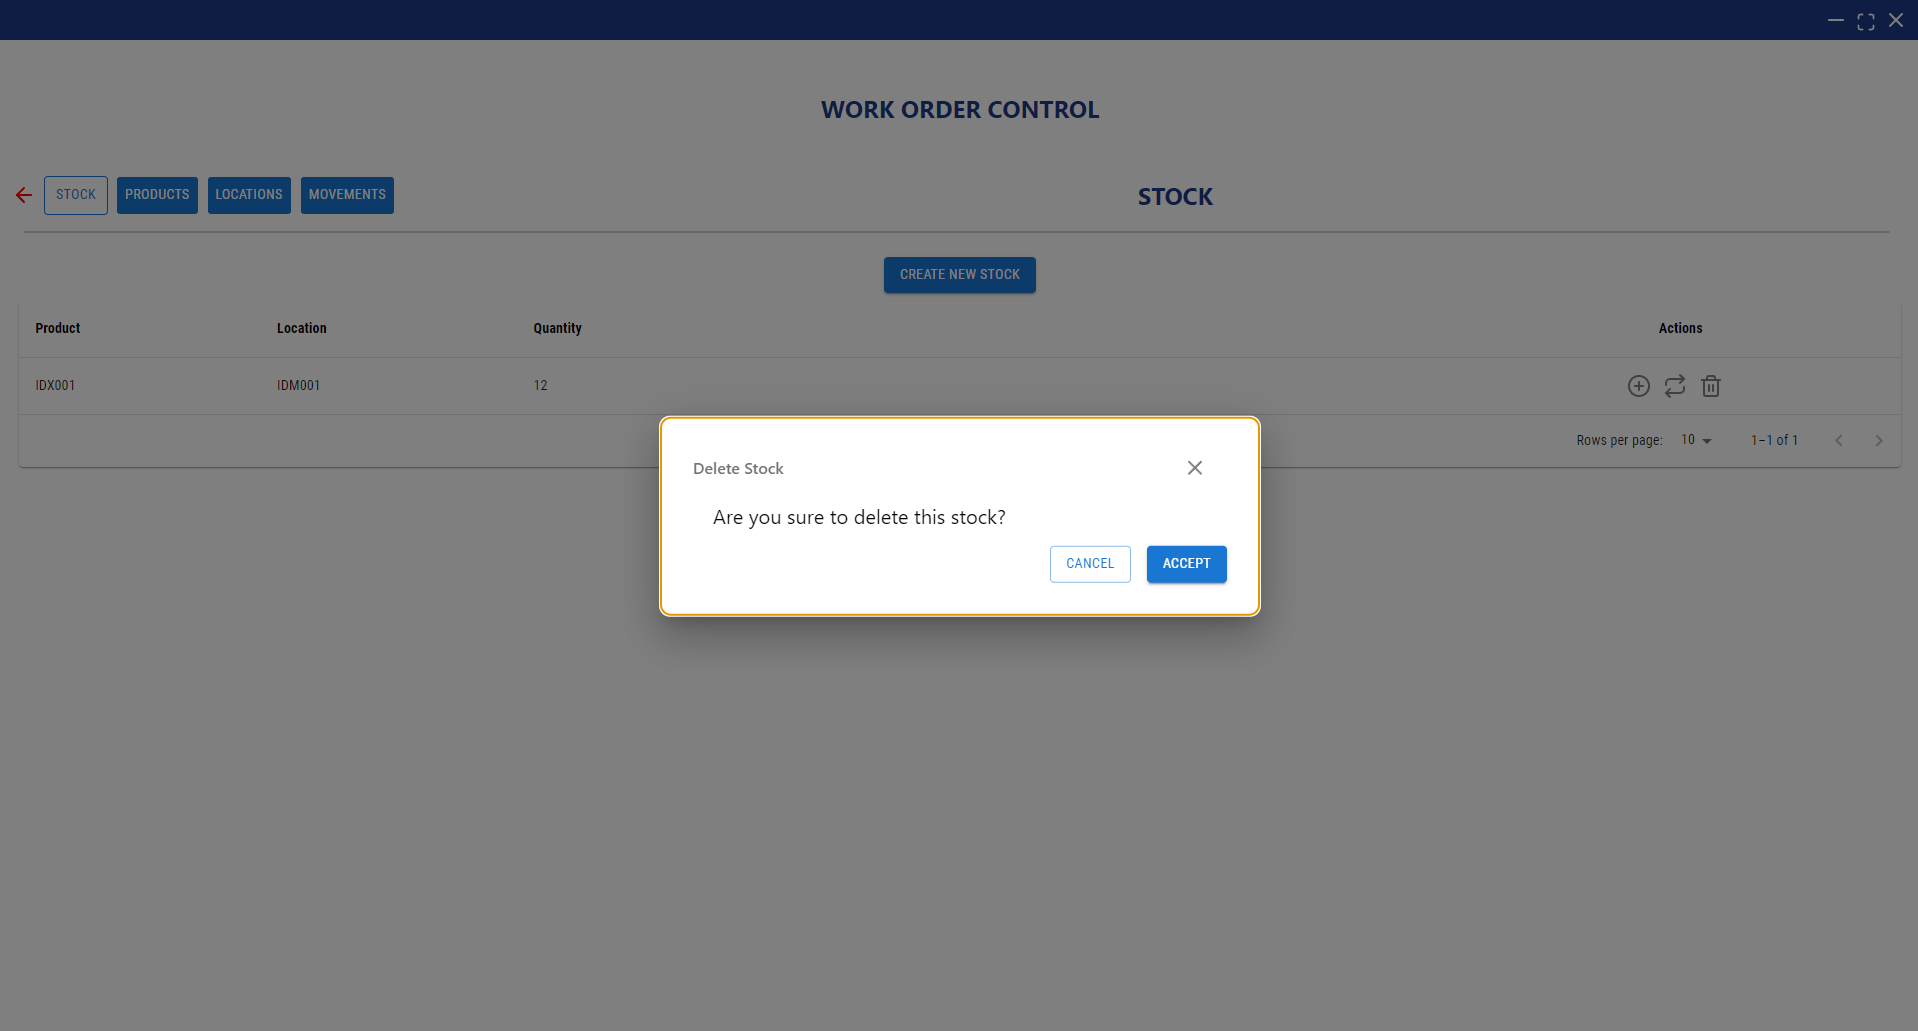 WORK ORDER CONTROL
STOCK PRODUCTS LOCATIONS MOVEMENTS STOCK
CREATE NEW STOCK
Product Location Quantity Actions
IDX001 IDM001 12
Rows per page: 10 1–1 of 1
Delete Stock
Are you sure to delete this stock?
CANCEL ACCEPT